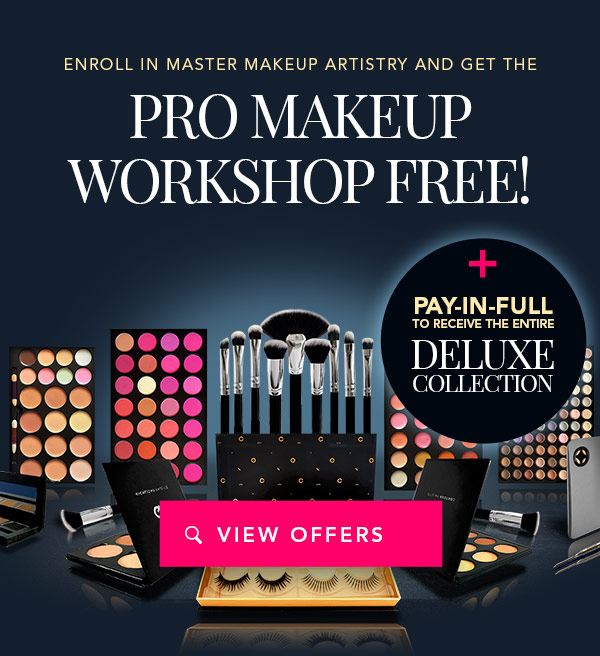 ENROLL IN MASTER MAKEUP ARTISTRY AND GET THE
PRO MAKEUP
WORKSHOP FREE!
+
PAY-IN-FULL
TO RECEIVE THE ENTIRE
DELUXE
COLLECTION
VIEW OFFERS